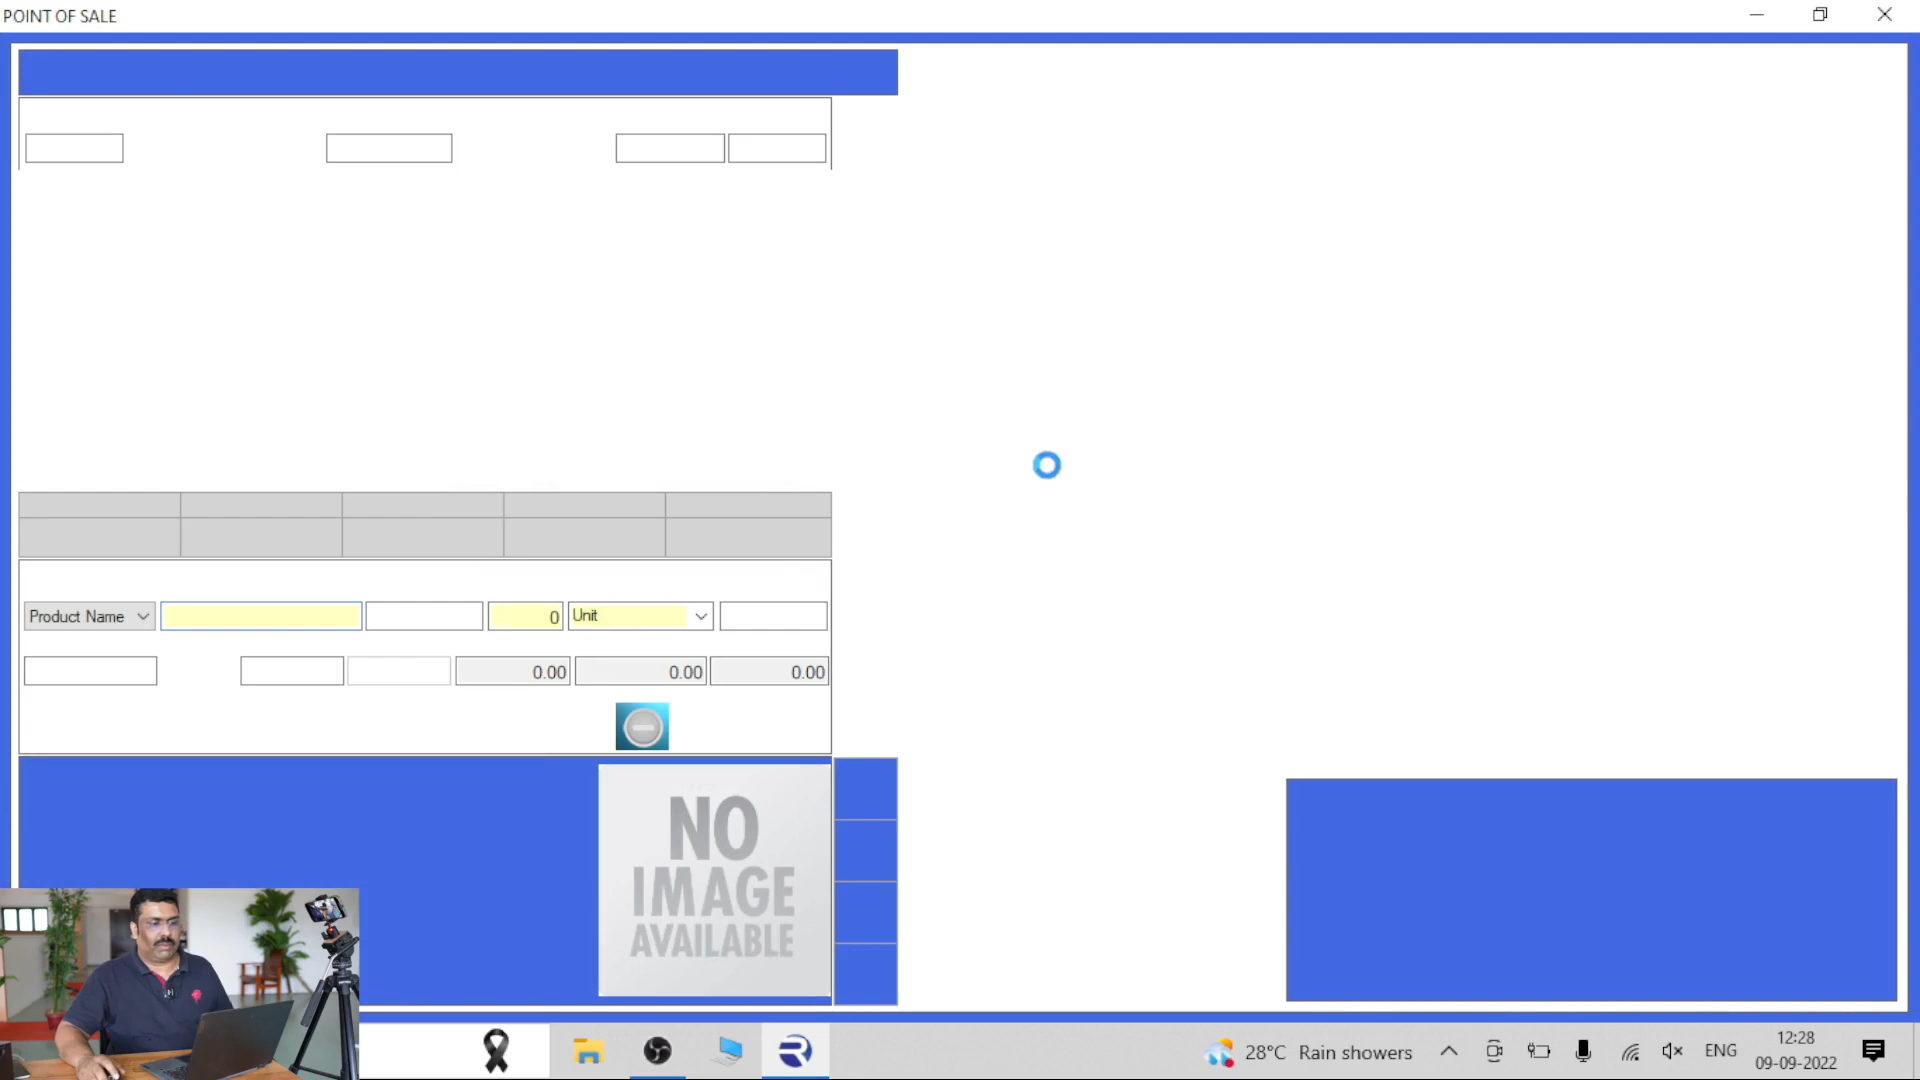 POINT OF SALE
Product Name
0
Unit
0.00
0.00
0.00
NO
IMAGE
AVAILABLE
28°C Rain showers
ENG
12:28
09-09-2022